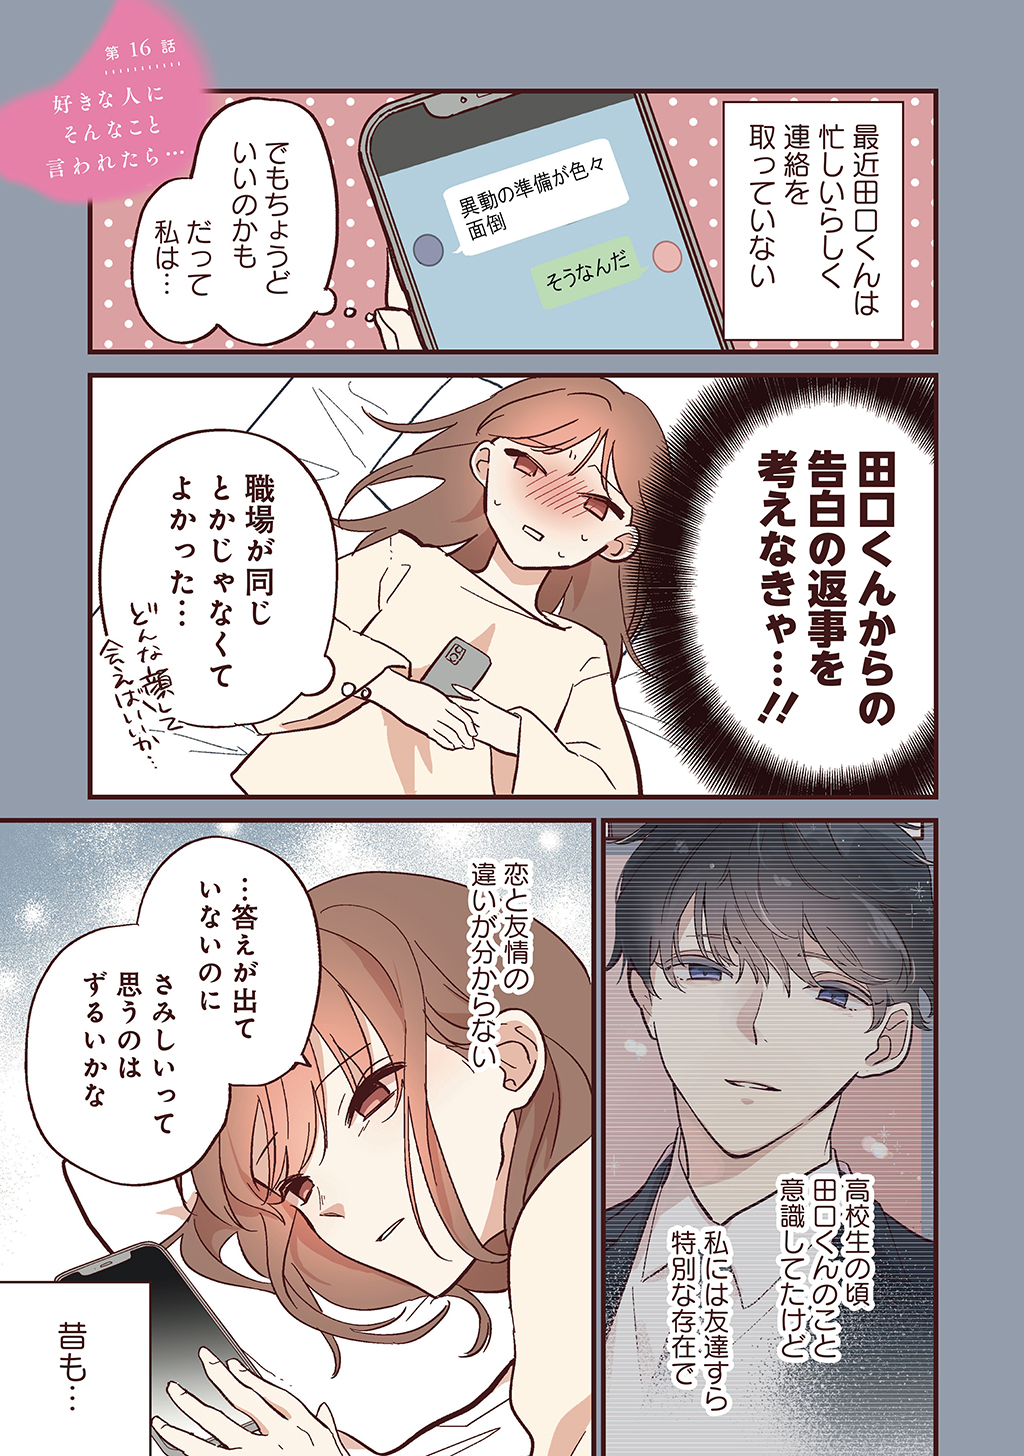 第16話
好きな人に
そんなこと
言われたら…
最近田口くんは
忙しいらしく
連絡を
取っていない
異動の準備が色々
面倒
そうなんだ
でもちょうど
いいのかも
だって
私は…
田口くんからの
告白の返事を
考えなきゃ…!!
職場が同じ
とかじゃなくて
よかった…
どんな顔して
会えばいいか…
高校生の頃
田口くんのこと
意識してたけど
私には友達すら
特別な存在で
恋と友情の
違いが分からない
…答えが出て
いないのに
さみしいって
思うのは
ずるいかな
昔も…